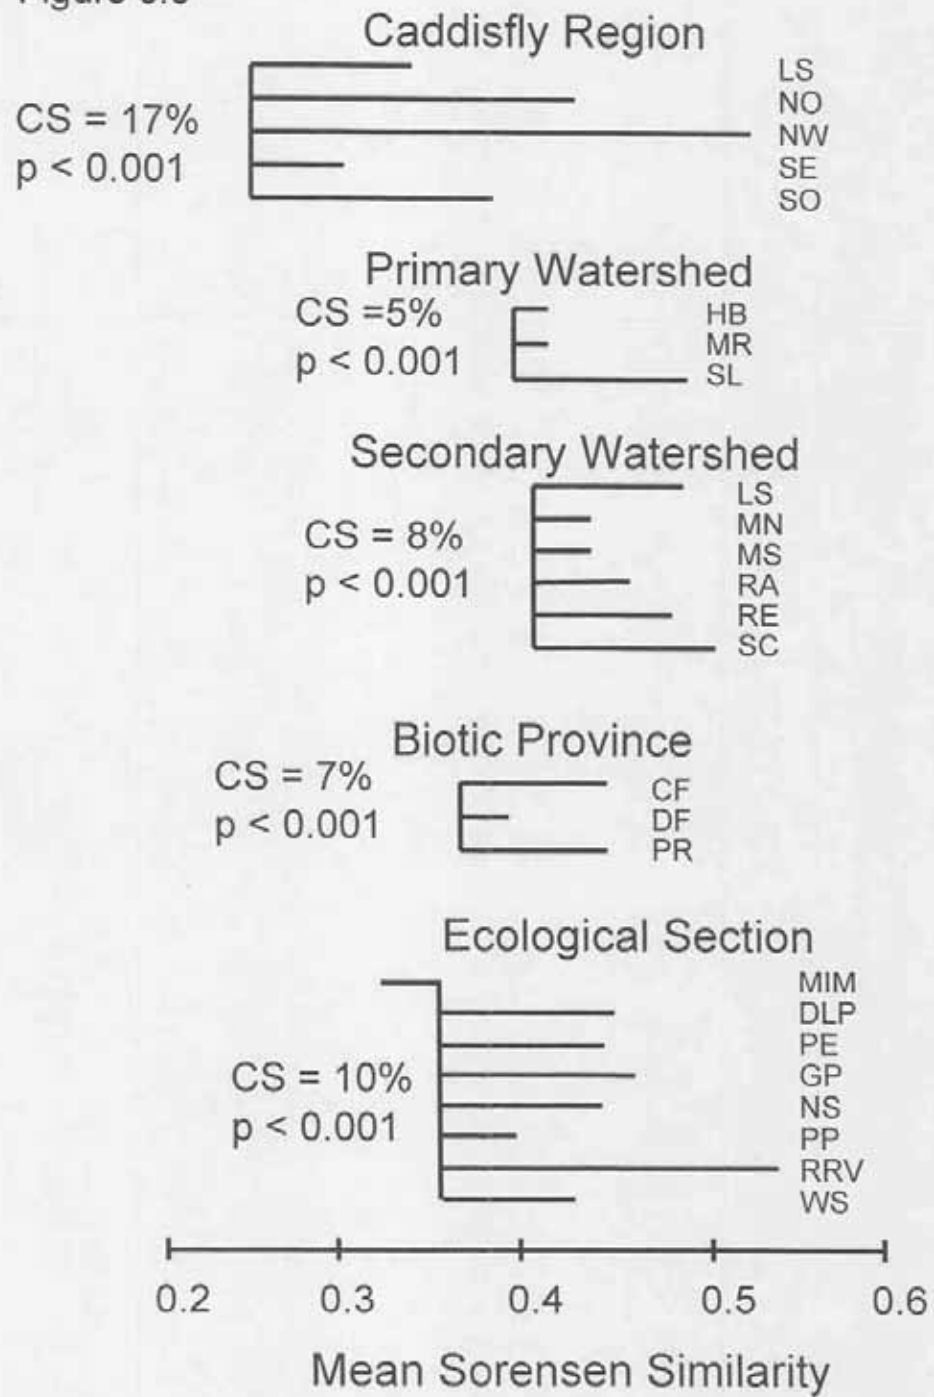 Caddisfly Region
CS = 17%
p < 0.001
LS
NO
NW
SE
SO
Primary Watershed
CS =5%
p < 0.001
HB
MR
SL
Secondary Watershed
CS = 8%
p < 0.001
LS
MN
MS
RA
RE
SC
Biotic Province
CS = 7%
p < 0.001
CF
DF
PR
Ecological Section
CS = 10%
p < 0.001
MIM
DLP
PE
GP
NS
PP
RRV
WS
0.2 0.3 0.4 0.5 0.6
Mean Sorensen Similarity